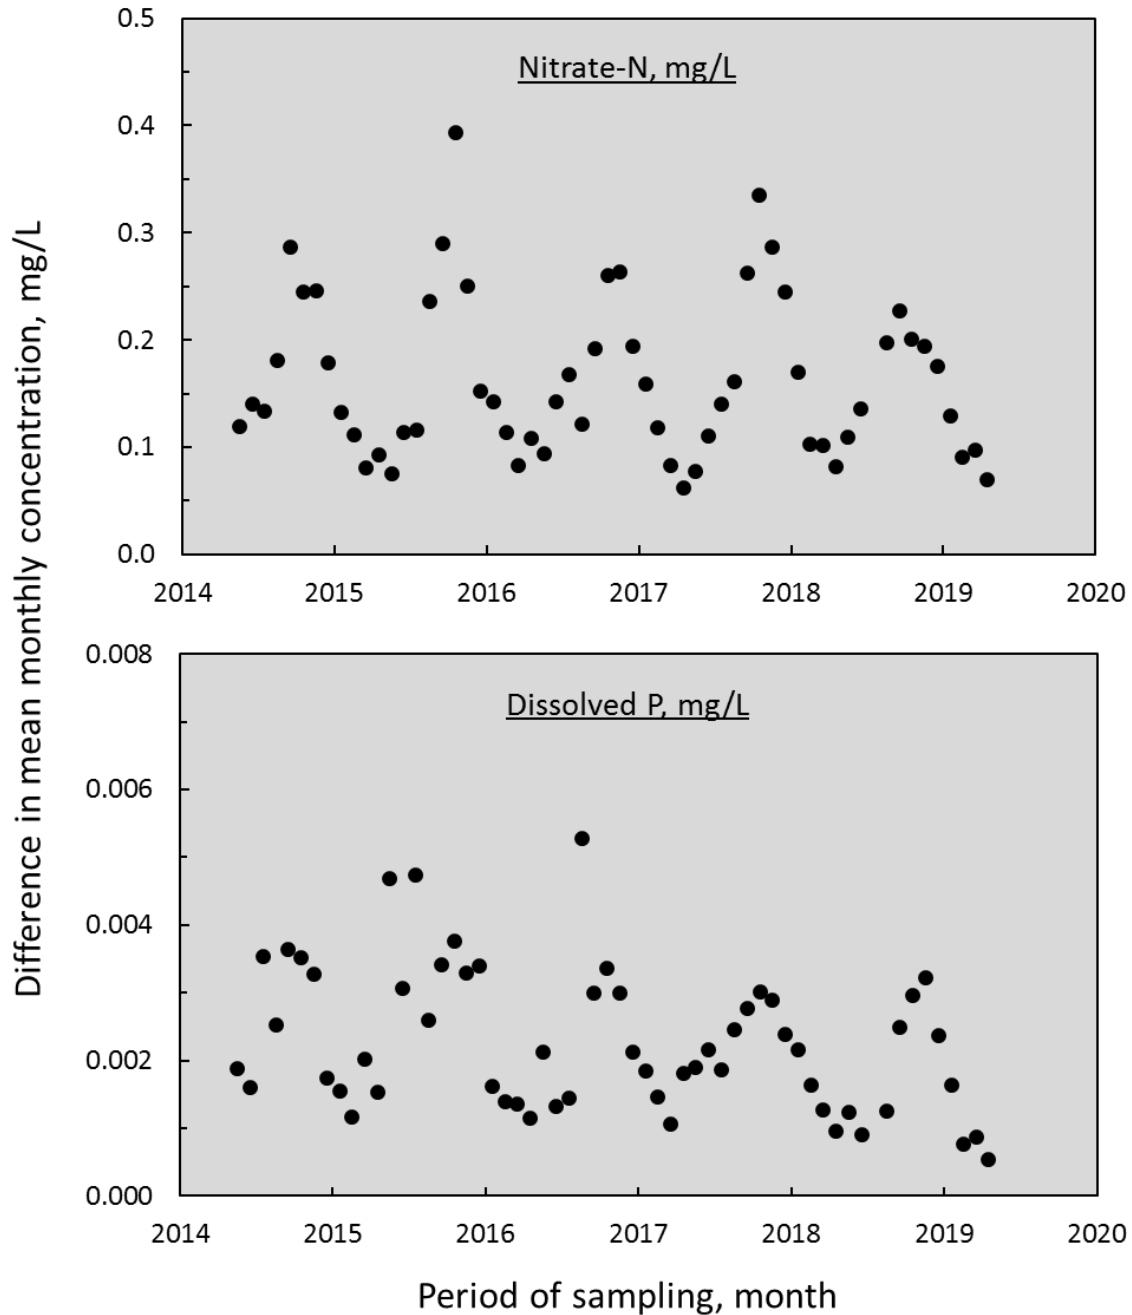 Difference in mean monthly concentration, mg/L
0.5
Nitrate-N, mg/L
0.4
0.3
0.2
0.1
0.0
2014 2015 2016 2017 2018 2019 2020
0.008
Dissolved P, mg/L
0.006
0.004
0.002
0.000
2014 2015 2016 2017 2018 2019 2020
Period of sampling, month